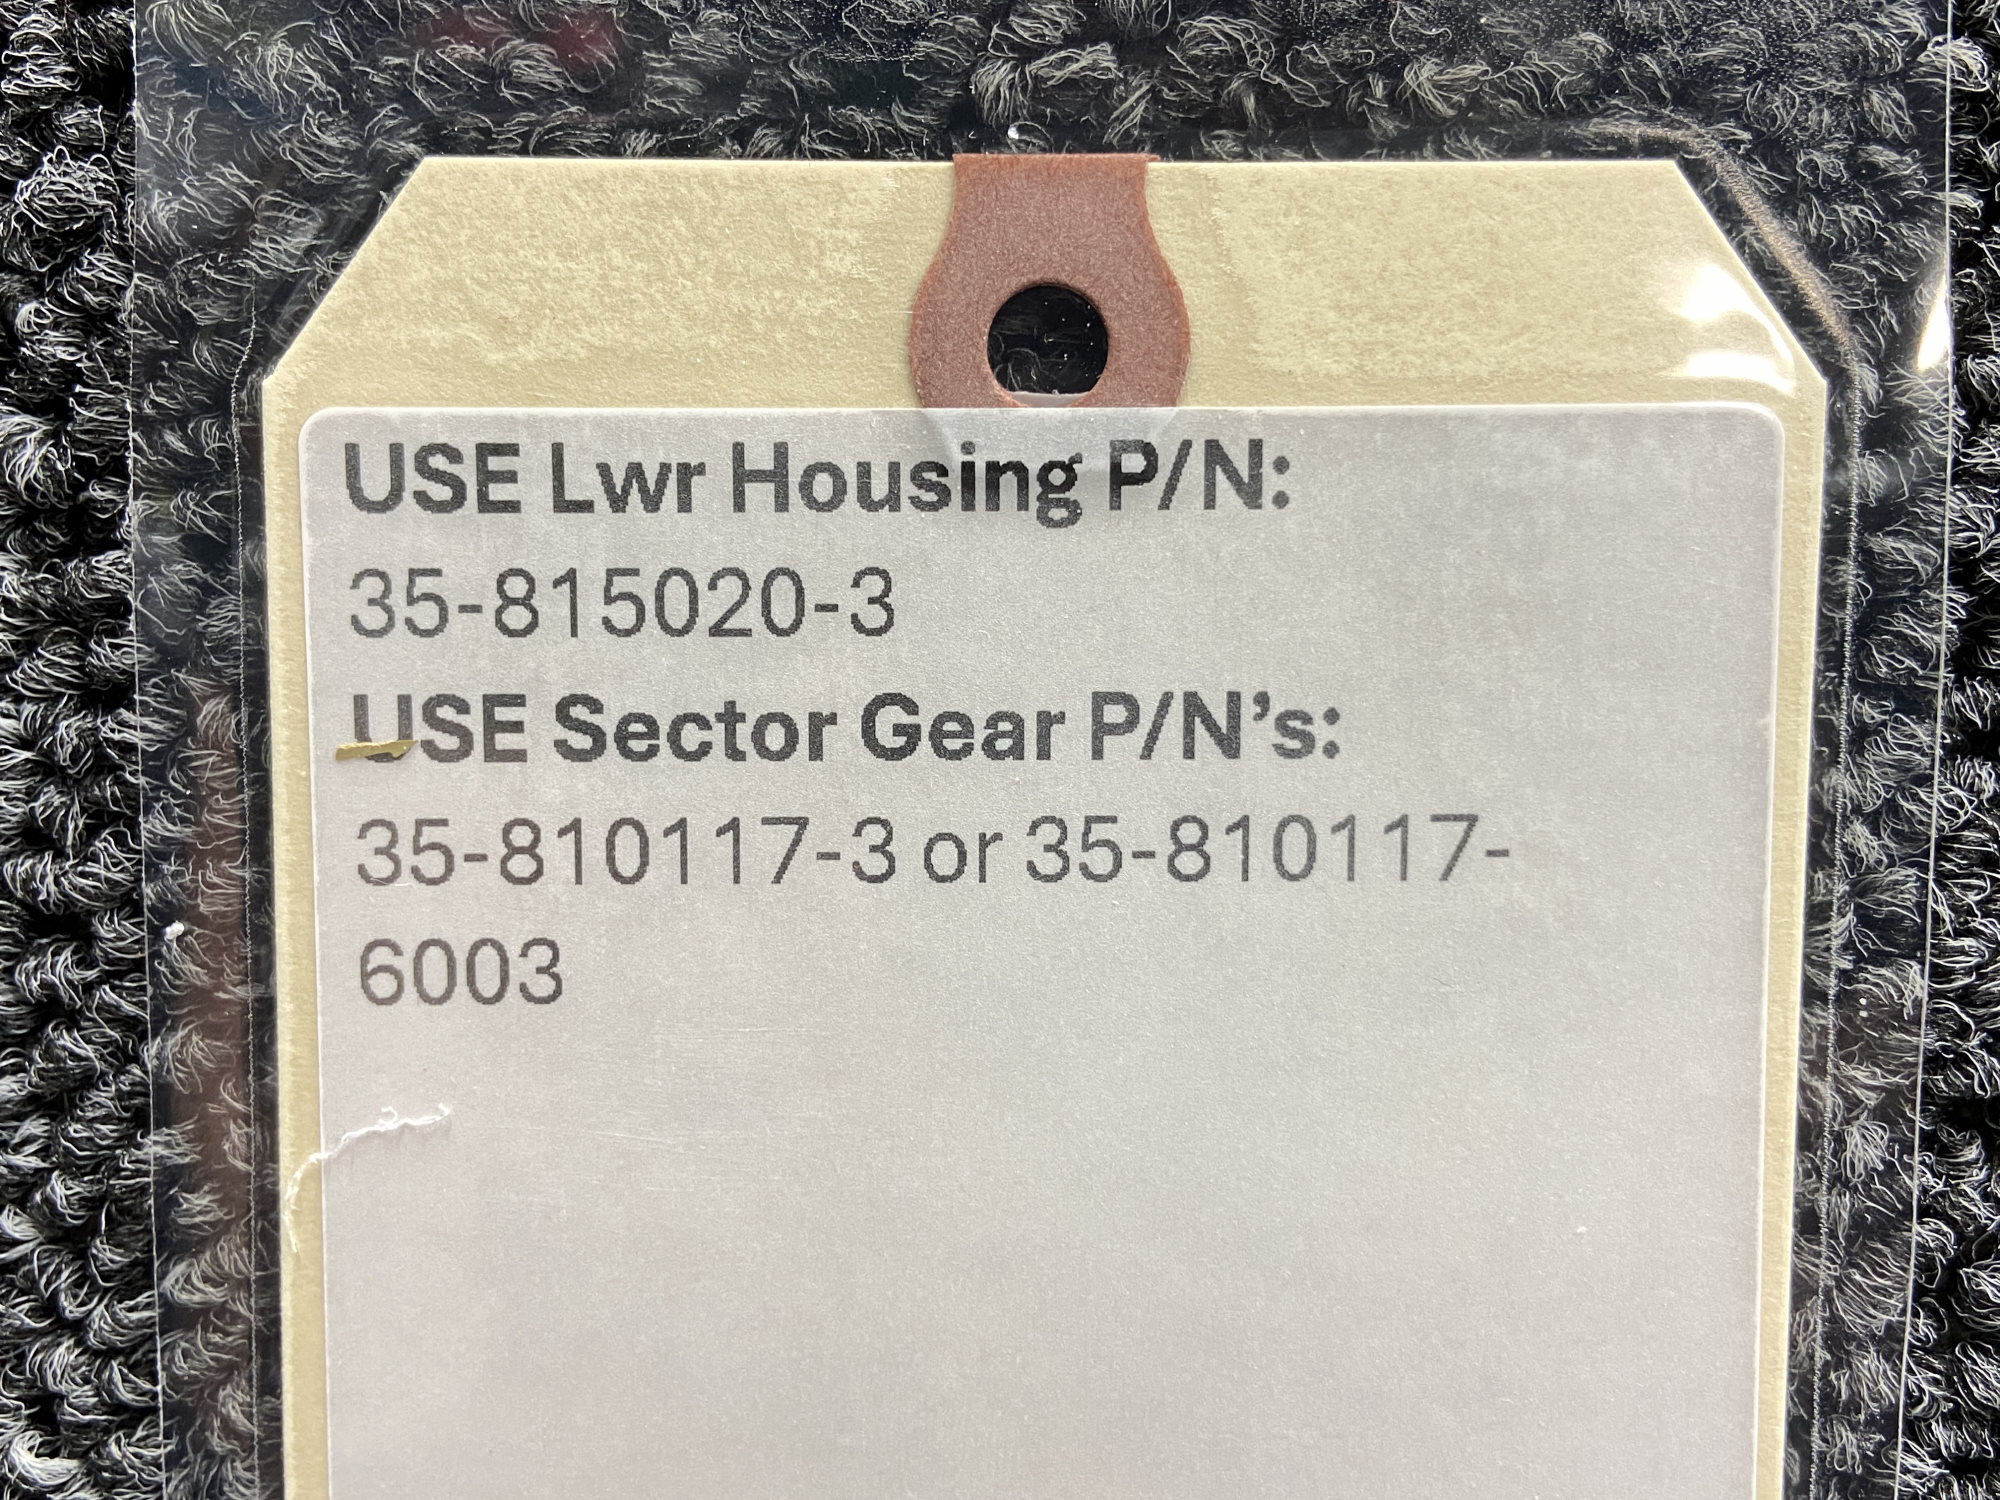 USE Lwr Housing P/N:
35-815020-3
USE Sector Gear P/N’s:
35-810117-3 or 35-810117-
6003